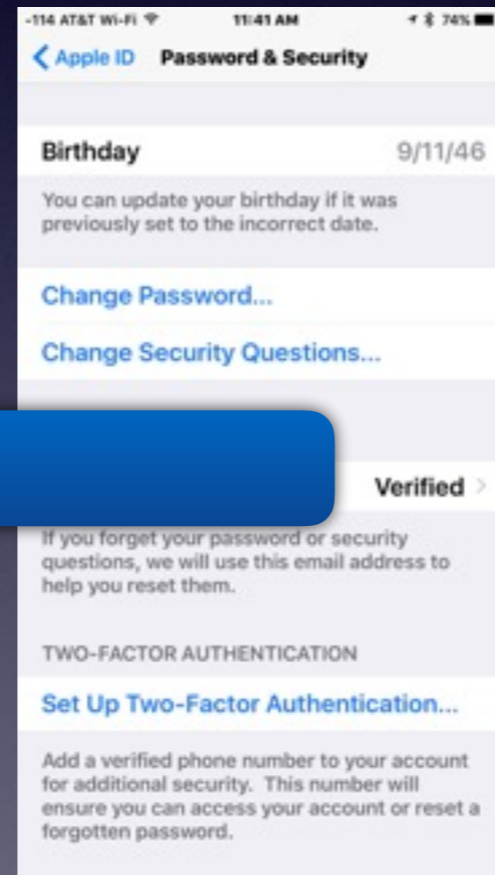 -114 AT&T Wi-Fi 11:41 AM 74%
Apple ID Password & Security
Birthday 9/11/46
You can update your birthday if it was
previously set to the incorrect date.
Change Password...
Change Security Questions...
Verified
If you forget your password or security
questions, we will use this email address to
help you reset them.
TWO-FACTOR AUTHENTICATION
Set Up Two-Factor Authentication...
Add a verified phone number to your account
for additional security. This number will
ensure you can access your account or reset a
forgotten password.